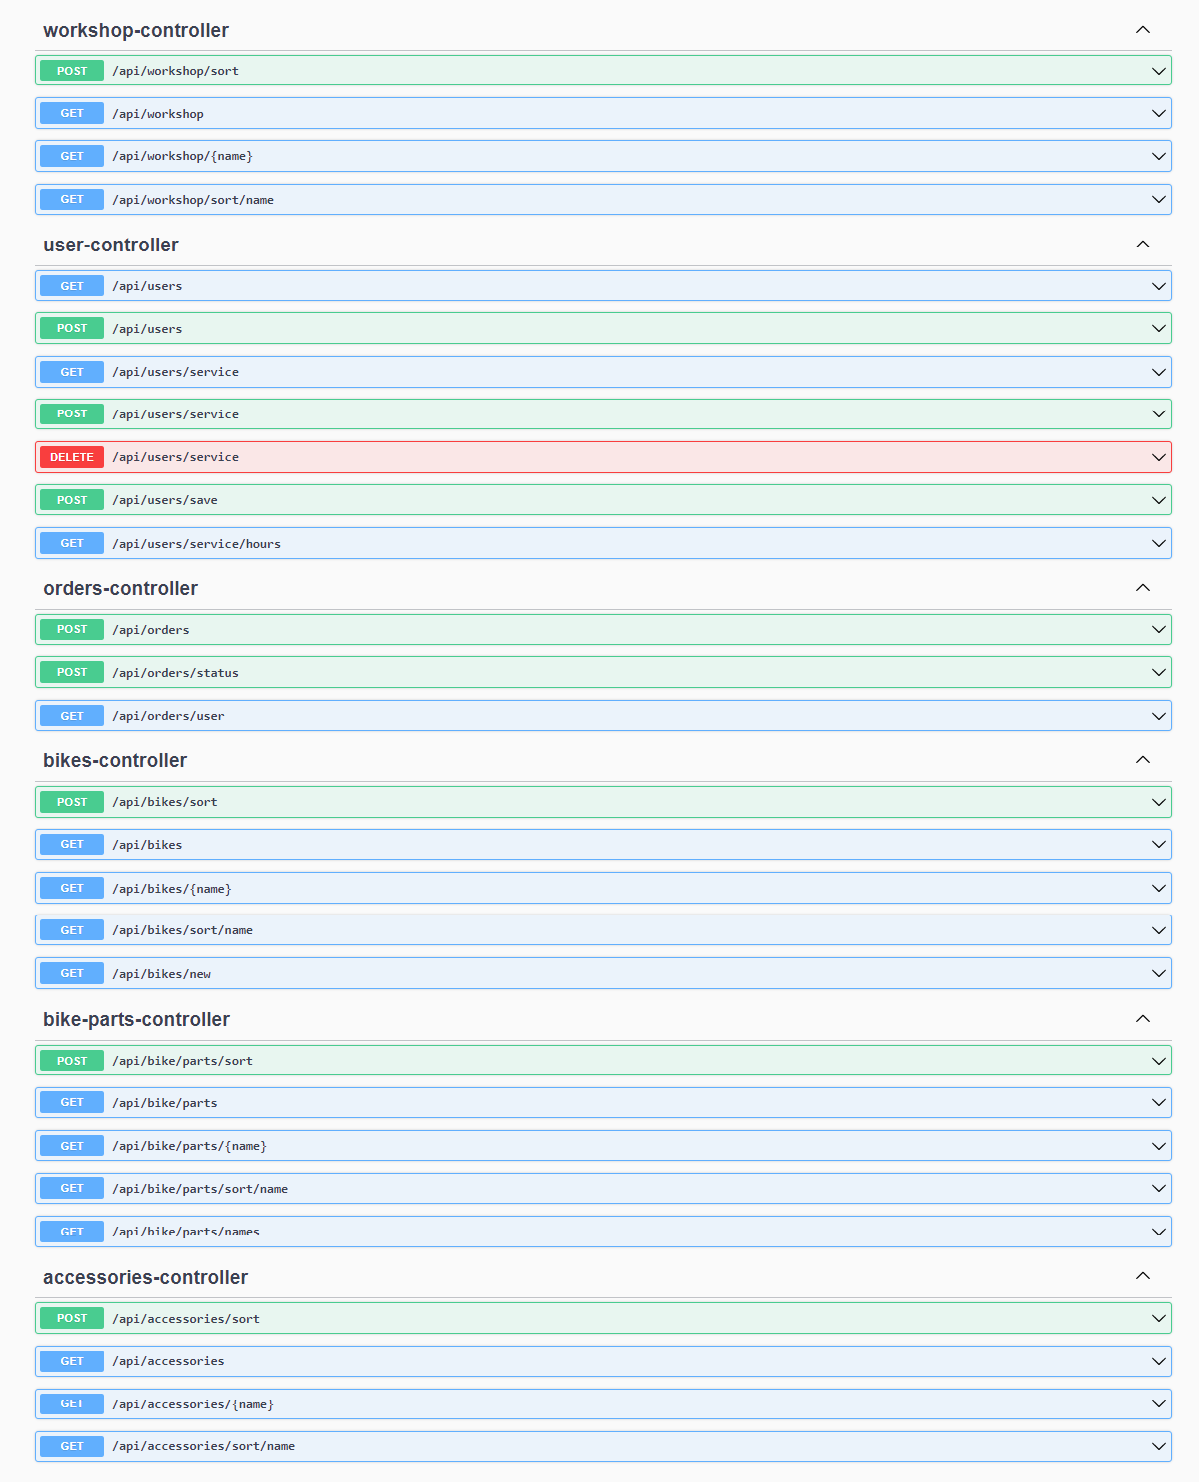 workshop-controller
POST /api/workshop/sort
GET /api/workshop
GET /api/workshop/{name}
GET /api/workshop/sort/name
user-controller
GET /api/users
POST /api/users
GET /api/users/service
POST /api/users/service
DELETE /api/users/service
POST /api/users/save
GET /api/users/service/hours
orders-controller
POST /api/orders
POST /api/orders/status
GET /api/orders/user
bikes-controller
POST /api/bikes/sort
GET /api/bikes
GET /api/bikes/{name}
GET /api/bikes/sort/name
GET /api/bikes/new
bike-parts-controller
POST /api/bike/parts/sort
GET /api/bike/parts
GET /api/bike/parts/{name}
GET /api/bike/parts/sort/name
GET /api/bike/parts/names
accessories-controller
POST /api/accessories/sort
GET /api/accessories
GET /api/accessories/{name}
GET /api/accessories/sort/name